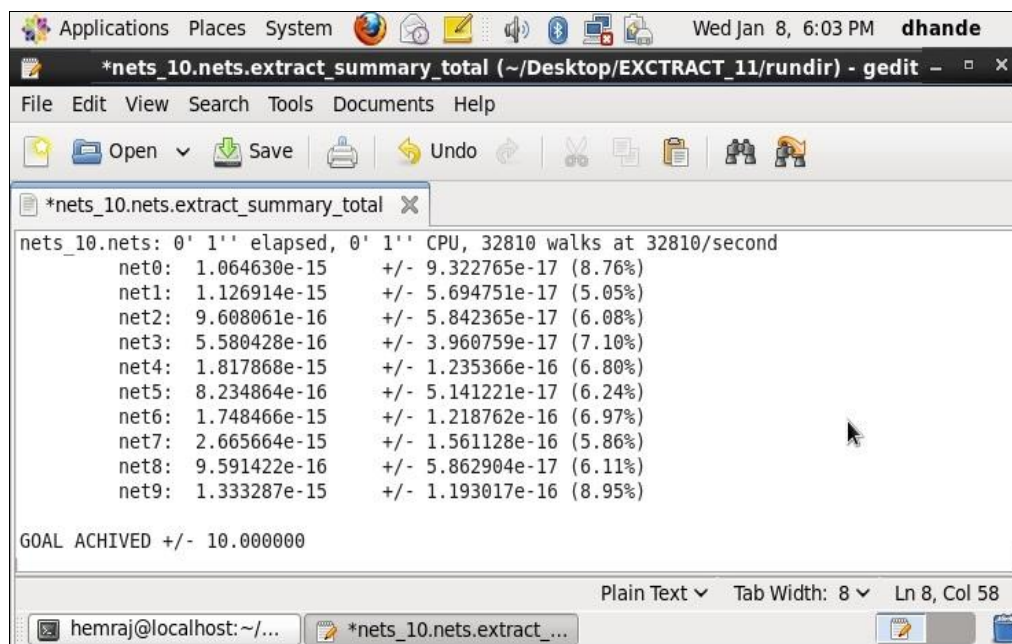 Applications Places System Wed Jan 8, 6:03 PM dhande
*nets_10.nets.extract_summary_total (~/Desktop/EXCTRACT_11/rundir) - gedit
File Edit View Search Tools Documents Help
Open Save Undo
*nets_10.nets.extract_summary_total
nets_10.nets: 0' 1'' elapsed, 0' 1'' CPU, 32810 walks at 32810/second
net0: 1.064630e-15 +/- 9.322765e-17 (8.76%)
net1: 1.126914e-15 +/- 5.694751e-17 (5.05%)
net2: 9.608061e-16 +/- 5.842365e-17 (6.08%)
net3: 5.580428e-16 +/- 3.960759e-17 (7.10%)
net4: 1.817868e-15 +/- 1.235366e-16 (6.80%)
net5: 8.234864e-16 +/- 5.141221e-17 (6.24%)
net6: 1.748466e-15 +/- 1.218762e-16 (6.97%)
net7: 2.665664e-15 +/- 1.561128e-16 (5.86%)
net8: 9.591422e-16 +/- 5.862904e-17 (6.11%)
net9: 1.333287e-15 +/- 1.193017e-16 (8.95%)
GOAL ACHIVED +/- 10.000000
Plain Text Tab Width: 8 Ln 8, Col 58
hemraj@localhost:~/... *nets_10.nets.extract_...